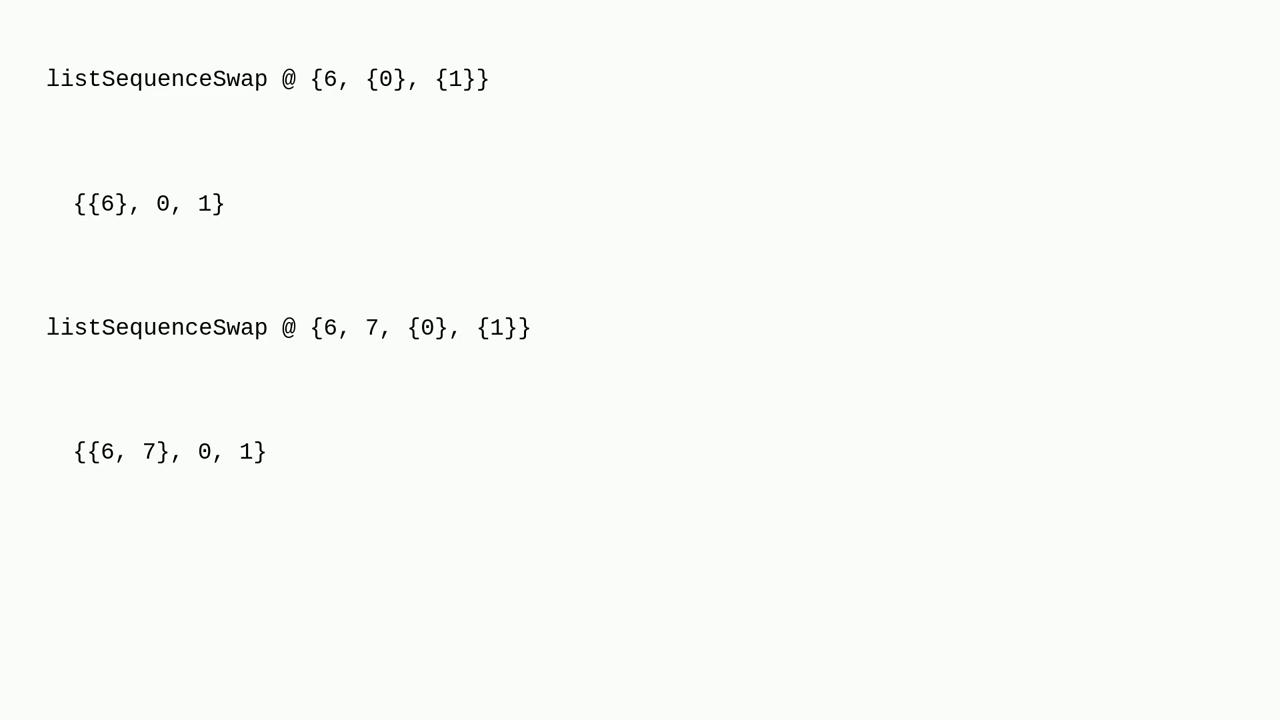 listSequenceSwap @ {6, {0}, {1}}
{{6}, 0, 1}
listSequenceSwap @ {6, 7, {0}, {1}}
{{6, 7}, 0, 1}